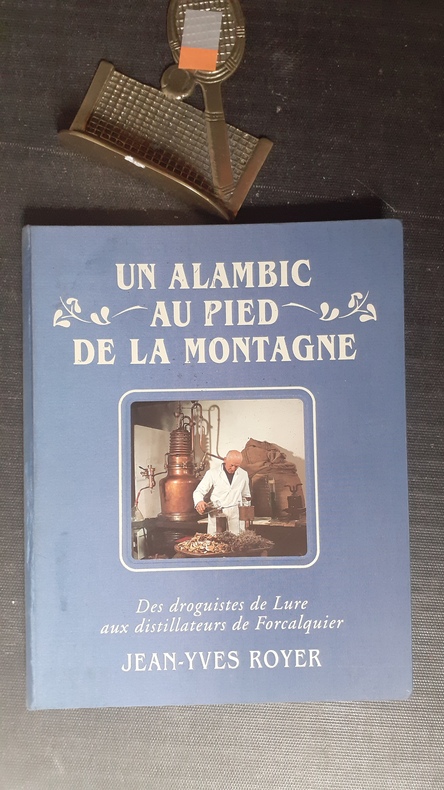 UN ALAMBIC
AU PIED
DE LA MONTAGNE
Des droguistes de Lure
aux distillateurs de Forcalquier
JEAN-YVES ROYER